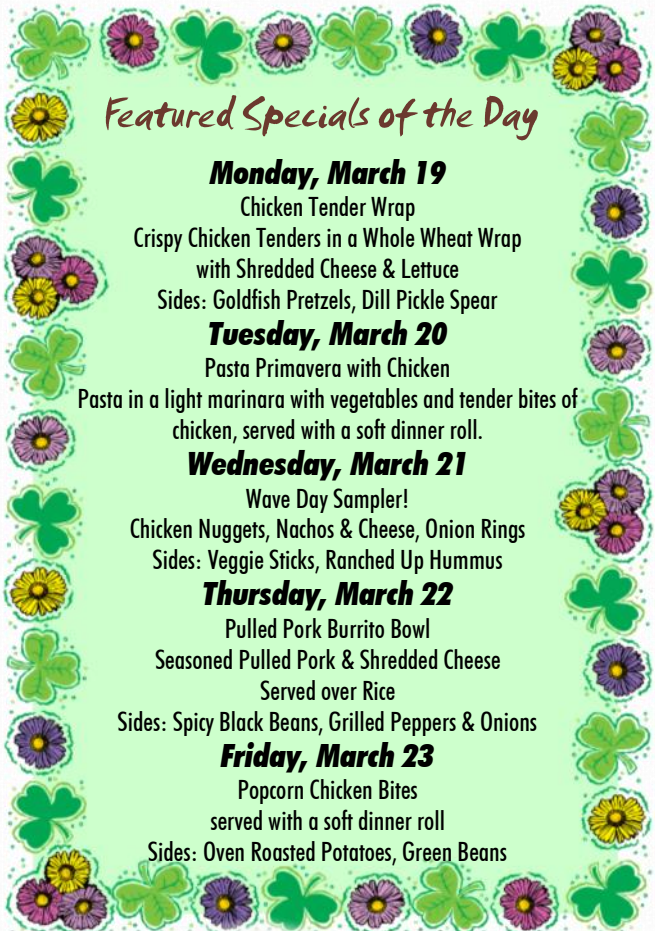 Featured Specials of the Day
Monday, March 19
Chicken Tender Wrap
Crispy Chicken Tenders in a Whole Wheat Wrap
with Shredded Cheese & Lettuce
Sides: Goldfish Pretzels, Dill Pickle Spear
Tuesday, March 20
Pasta Primavera with Chicken
Pasta in a light marinara with vegetables and tender bites of
chicken, served with a soft dinner roll.
Wednesday, March 21
Wave Day Sampler!
Chicken Nuggets, Nachos & Cheese, Onion Rings
Sides: Veggie Sticks, Ranched Up Hummus
Thursday, March 22
Pulled Pork Burrito Bowl
Seasoned Pulled Pork & Shredded Cheese
Served over Rice
Sides: Spicy Black Beans, Grilled Peppers & Onions
Friday, March 23
Popcorn Chicken Bites
served with a soft dinner roll
Sides: Oven Roasted Potatoes, Green Beans